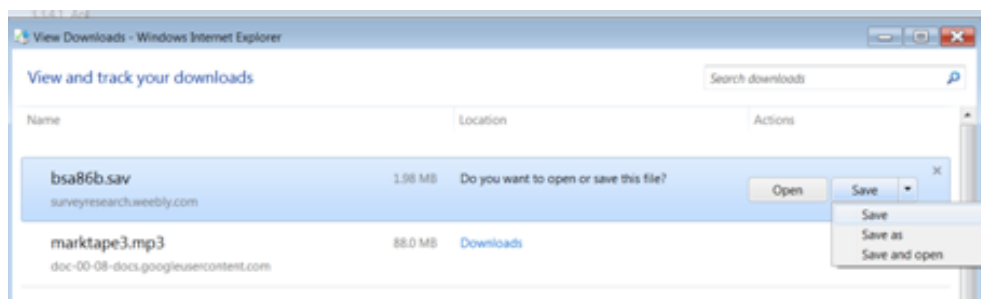 View Downloads - Windows Internet Explorer
View and track your downloads
Search downloads
Name Location Actions
bsa86b.sav 1.98 MB Do you want to open or save this file? Open Save
surveyresearch.weebly.com
Save
marktape3.mp3 88.0 MB Downloads
Save as
Save and open
doc-00-08-docs.googleusercontent.com